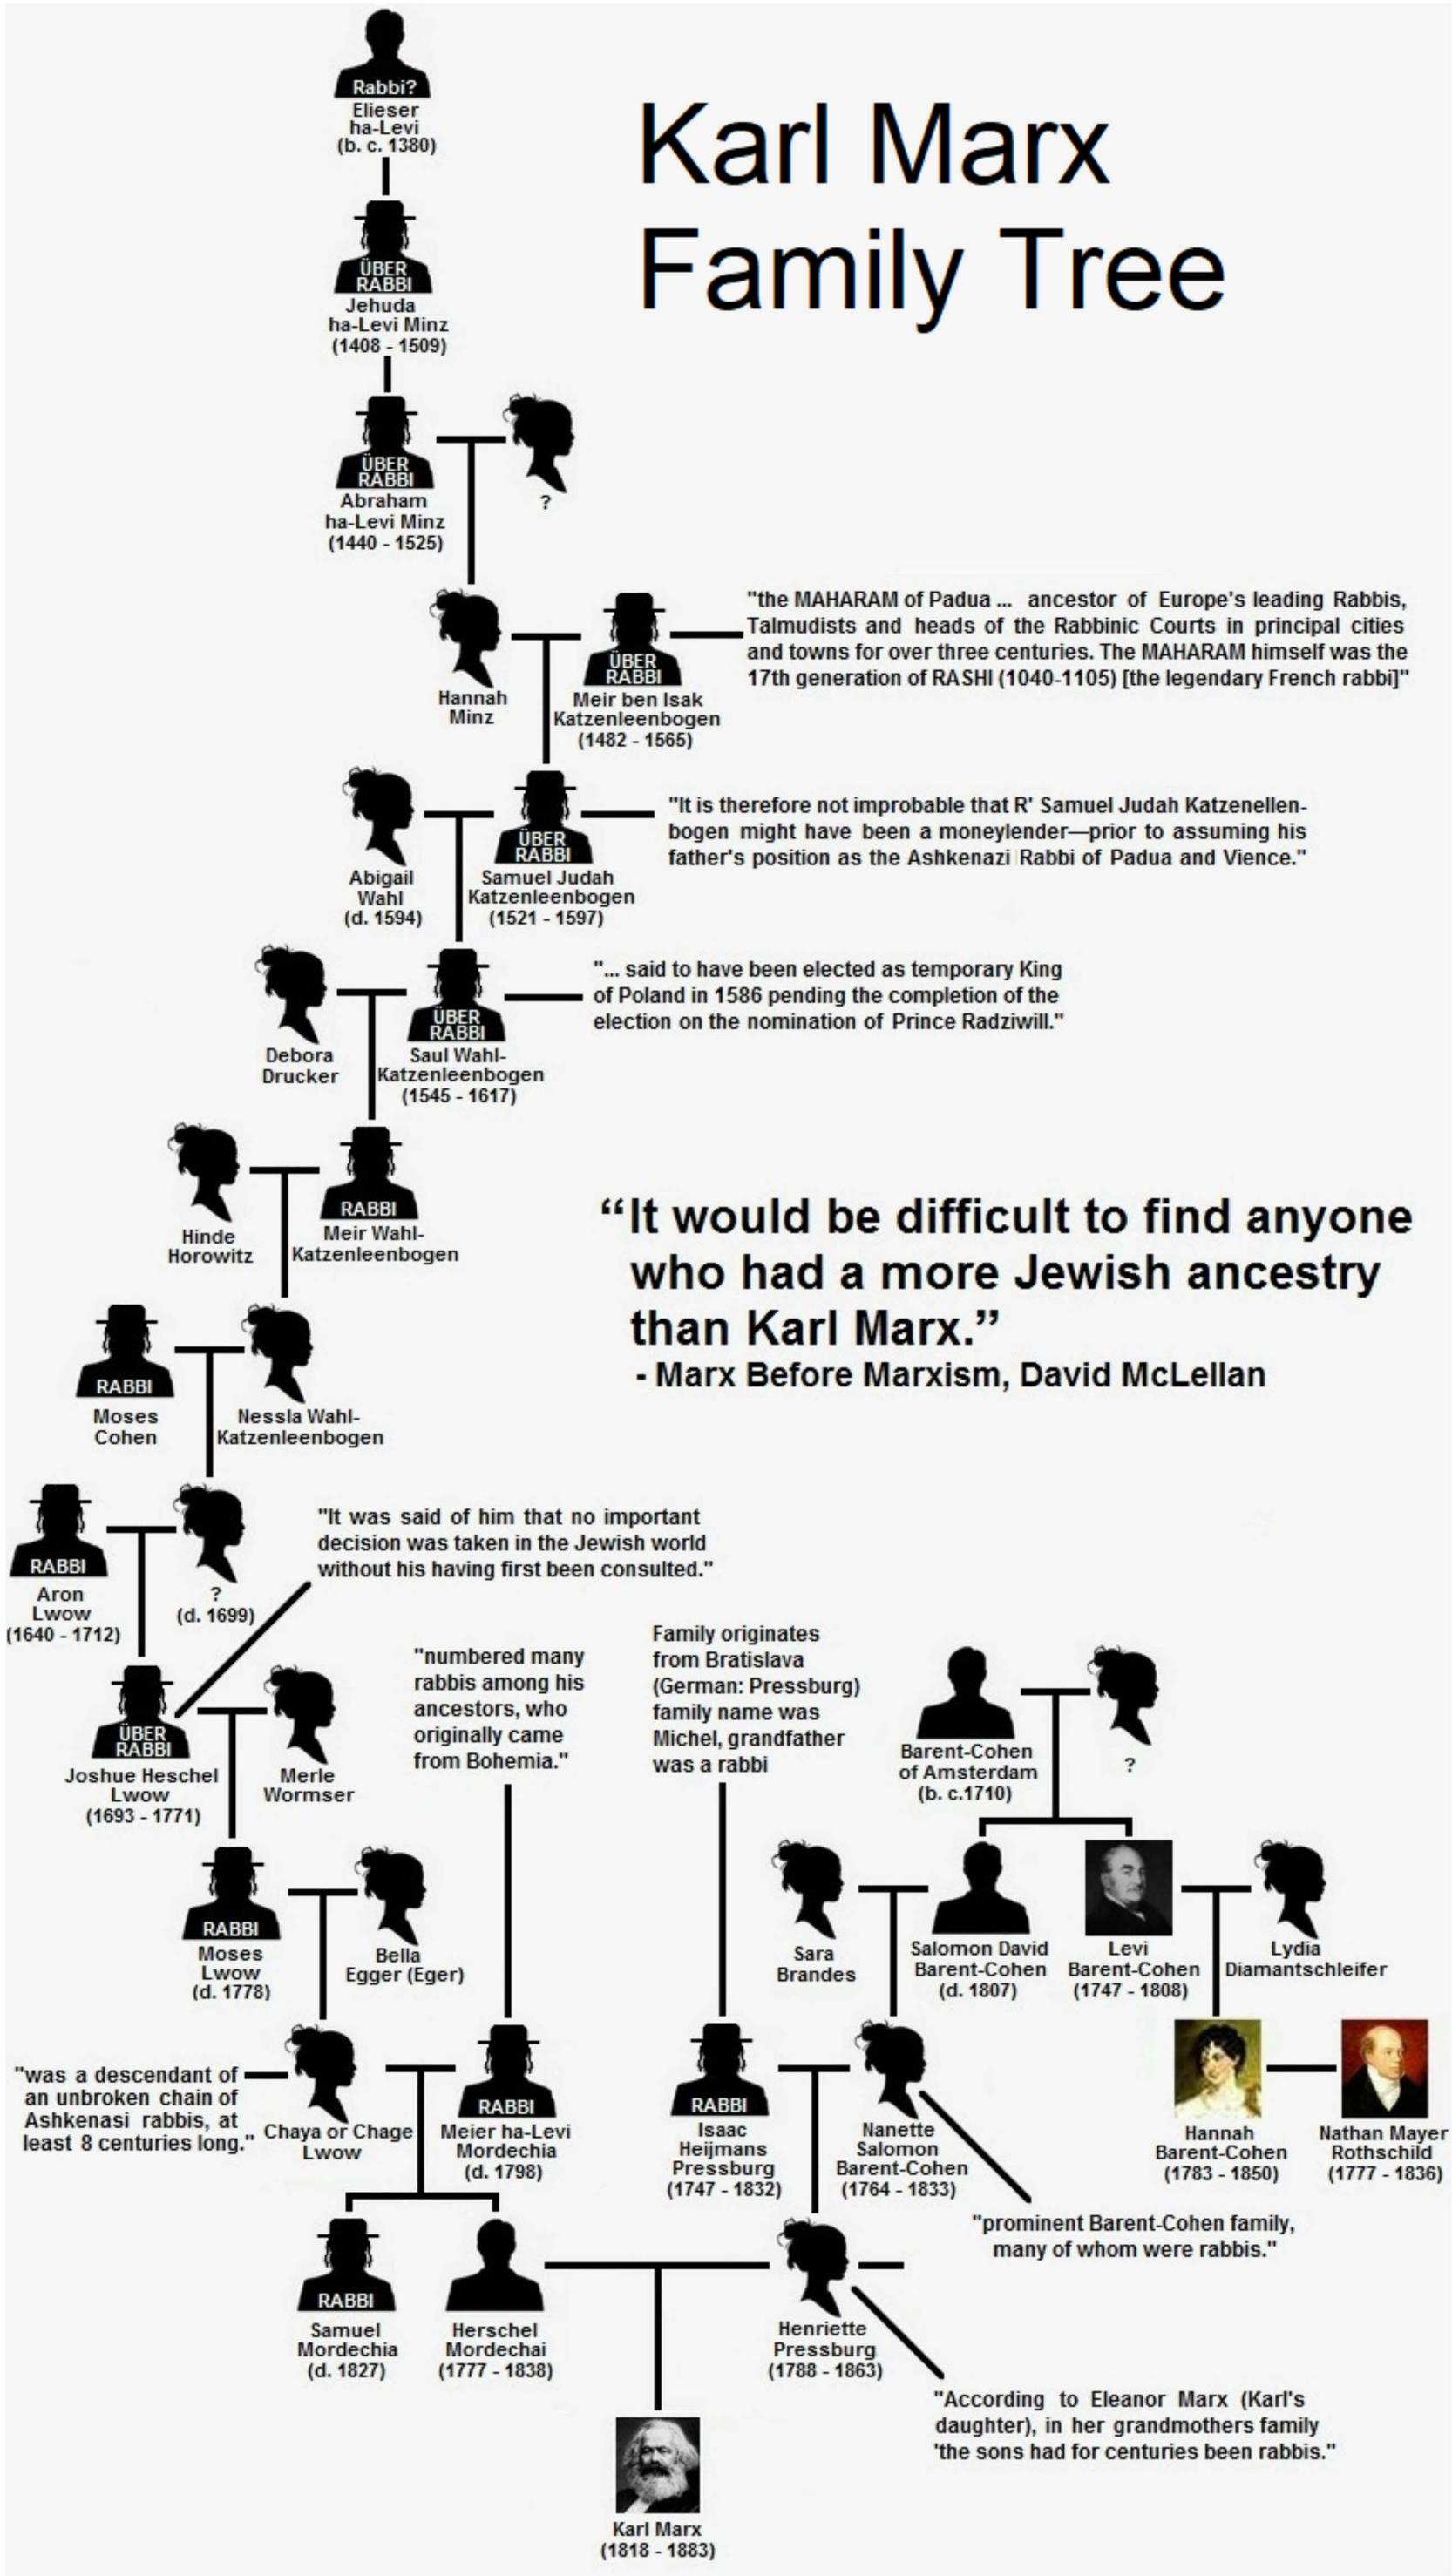 Rabbi?
Elieser
ha-Levi
(b. c. 1380)
Karl Marx
Family Tree
ÜBER
RABBI
Jehuda
ha-Levi Minz
(1408 - 1509)
ÜBER
RABBI
Abraham
ha-Levi Minz
(1440 - 1525)
?
Hannah
Minz
ÜBER
RABBI
Meir ben Isak
Katzenleenbogen
(1482 - 1565)
"the MAHARAM of Padua ... ancestor of Europe's leading Rabbis,
Talmudists and heads of the Rabbinic Courts in principal cities
and towns for over three centuries. The MAHARAM himself was the
17th generation of RASHI (1040-1105) [the legendary French rabbi]"
Abigail
Wahl
(d. 1594)
ÜBER
RABBI
Samuel Judah
Katzenleenbogen
(1521 - 1597)
"It is therefore not improbable that R' Samuel Judah Katzenellen-
bogen might have been a moneylender—prior to assuming his
father's position as the Ashkenazi Rabbi of Padua and Vience."
Debora
Drucker
ÜBER
RABBI
Saul Wahl-
Katzenleenbogen
(1545 - 1617)
"... said to have been elected as temporary King
of Poland in 1586 pending the completion of the
election on the nomination of Prince Radziwill."
Hinde
Horowitz
RABBI
Meir Wahl-
Katzenleenbogen
“It would be difficult to find anyone
who had a more Jewish ancestry
than Karl Marx.”
- Marx Before Marxism, David McLellan
RABBI
Moses
Cohen
Nessla Wahl-
Katzenleenbogen
RABBI
Aron
Lwow
(1640 - 1712)
?
(d. 1699)
"It was said of him that no important
decision was taken in the Jewish world
without his having first been consulted."
ÜBER
RABBI
Joshue Heschel
Lwow
(1693 - 1771)
Merle
Wormser
"numbered many
rabbis among his
ancestors, who
originally came
from Bohemia."
Family originates
from Bratislava
(German: Pressburg)
family name was
Michel, grandfather
was a rabbi
Barent-Cohen
of Amsterdam
(b. c.1710)
?
RABBI
Moses
Lwow
(d. 1778)
Bella
Egger (Eger)
Sara
Brandes
Salomon David
Barent-Cohen
(d. 1807)
Levi
Barent-Cohen
(1747 - 1808)
Lydia
Diamantschleifer
"was a descendant of
an unbroken chain of
Ashkenasi rabbis, at
least 8 centuries long."
Chaya or Chage
Lwow
RABBI
Meier ha-Levi
Mordechia
(d. 1798)
RABBI
Isaac
Heijmans
Pressburg
(1747 - 1832)
Nanette
Salomon
Barent-Cohen
(1764 - 1833)
Hannah
Barent-Cohen
(1783 - 1850)
Nathan Mayer
Rothschild
(1777 - 1836)
"prominent Barent-Cohen family,
many of whom were rabbis."
RABBI
Samuel
Mordechia
(d. 1827)
Herschel
Mordechai
(1777 - 1838)
Henriette
Pressburg
(1788 - 1863)
"According to Eleanor Marx (Karl's
daughter), in her grandmothers family
'the sons had for centuries been rabbis."
Karl Marx
(1818 - 1883)